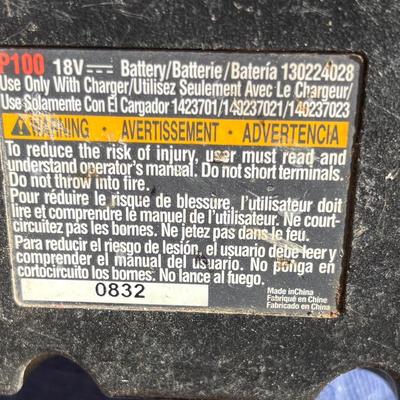 P100 18V⎓ Battery/Batterie/Batería 130224028
Use Only With Charger/Utilisez Seulement Avec Le Chargeur/
Use Solamente Con El Cargador 1423701/140237021/140237023
WARNING • AVERTISSEMENT • ADVERTENCIA
To reduce the risk of injury, user must read and
understand operator's manual. Do not short terminals.
Do not throw into fire.
Pour réduire le risque de blessure, l'utilisateur doit
lire et comprendre le manuel de l'utilisateur. Ne court-
circuitez pas les bornes. Ne jetez pas dans le feu.
Para reducir el riesgo de lesión, el usuario debe leer y
comprender el manual del usuario. No ponga en
cortocircuito los bornes. No lance al fuego.
0832
Made in China
Fabriqué en Chine
Fabricado en China